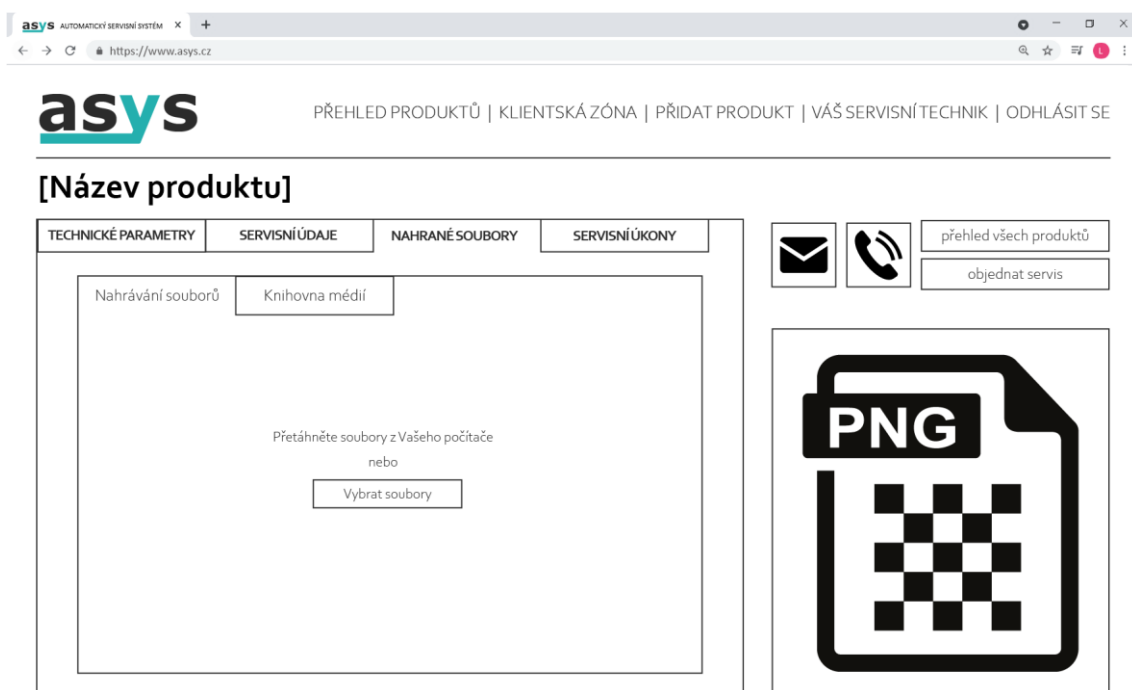 asys AUTOMATICKÝ SERVISNÍ SYSTÉM
https://www.asys.cz
L
asys
PŘEHLED PRODUKTŮ | KLIENTSKÁ ZÓNA | PŘIDAT PRODUKT | VÁŠ SERVISNÍ TECHNIK | ODHLÁSIT SE
[Název produktu]
TECHNICKÉ PARAMETRY
SERVISNÍ ÚDAJE
NAHRANÉ SOUBORY
SERVISNÍ ÚKONY
Nahrávání souborů
Knihovna médií
Přetáhněte soubory z Vašeho počítače
nebo
Vybrat soubory
přehled všech produktů
objednat servis
PNG